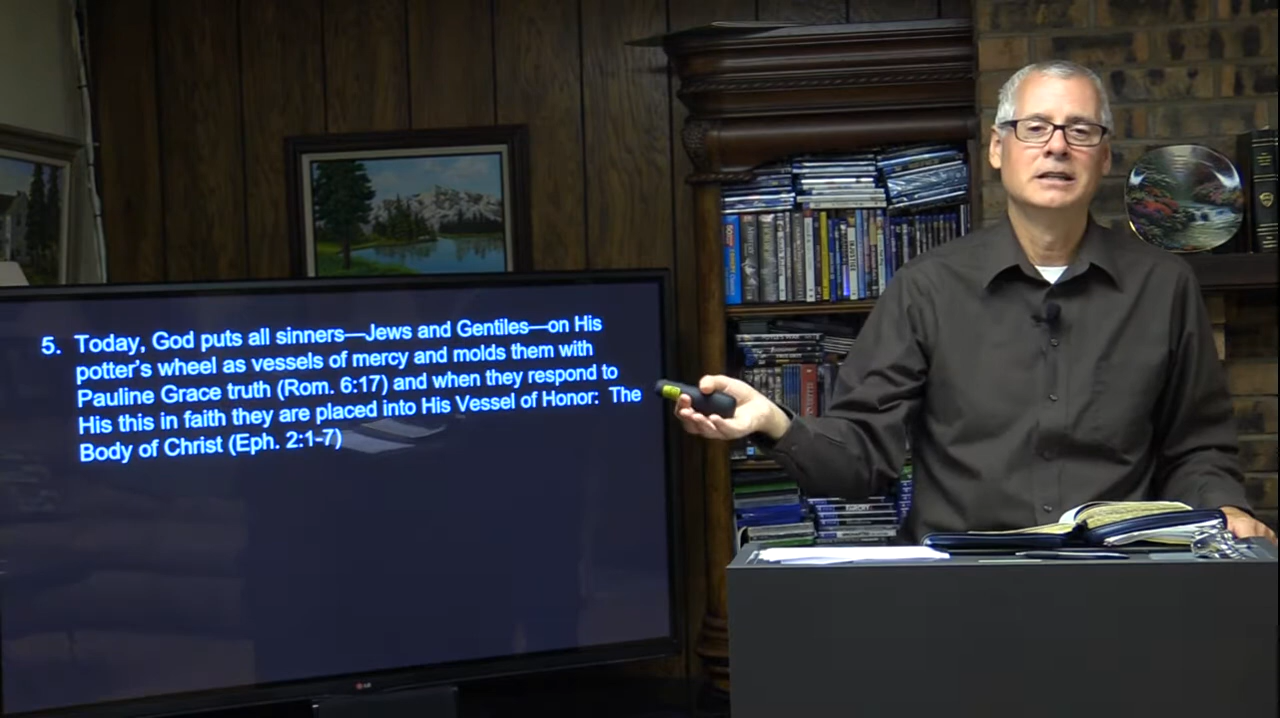 5. Today, God puts all sinners—Jews and Gentiles—on His
potter's wheel as vessels of mercy and molds them with
Pauline Grace truth (Rom. 6:17) and when they respond to
His this in faith they are placed into His Vessel of Honor: The
Body of Christ (Eph. 2:1-7)
LG